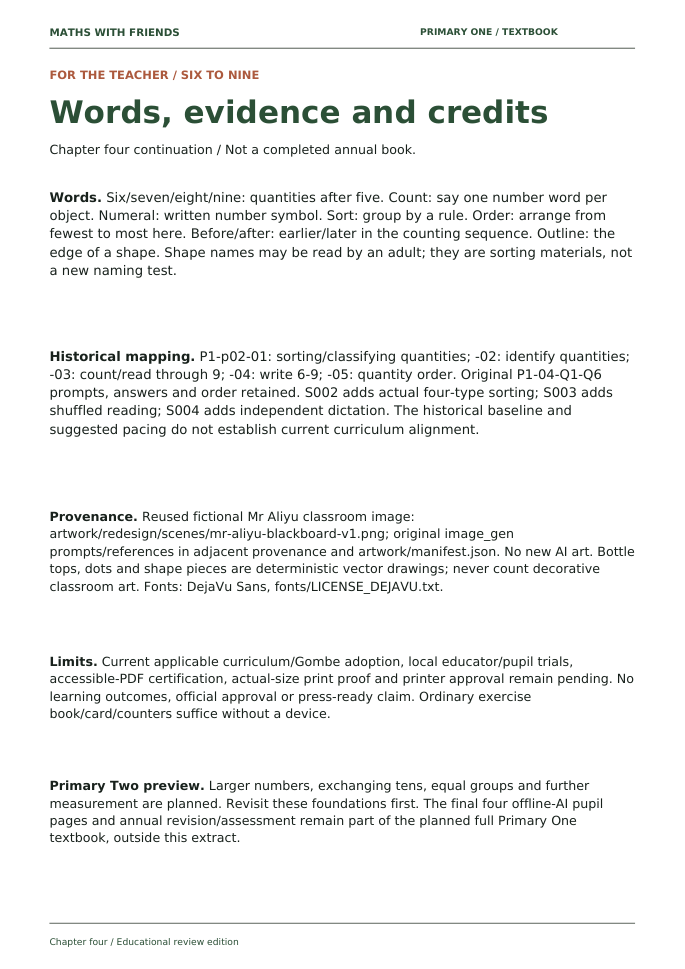 MATHS WITH FRIENDS
PRIMARY ONE / TEXTBOOK
FOR THE TEACHER / SIX TO NINE
Words, evidence and credits
Chapter four continuation / Not a completed annual book.
Words. Six/seven/eight/nine: quantities after five. Count: say one number word per
object. Numeral: written number symbol. Sort: group by a rule. Order: arrange from
fewest to most here. Before/after: earlier/later in the counting sequence. Outline: the
edge of a shape. Shape names may be read by an adult; they are sorting materials, not
a new naming test.
Historical mapping. P1-p02-01: sorting/classifying quantities; -02: identify quantities;
-03: count/read through 9; -04: write 6-9; -05: quantity order. Original P1-04-Q1-Q6
prompts, answers and order retained. S002 adds actual four-type sorting; S003 adds
shuffled reading; S004 adds independent dictation. The historical baseline and
suggested pacing do not establish current curriculum alignment.
Provenance. Reused fictional Mr Aliyu classroom image:
artwork/redesign/scenes/mr-aliyu-blackboard-v1.png; original image_gen
prompts/references in adjacent provenance and artwork/manifest.json. No new AI art. Bottle
tops, dots and shape pieces are deterministic vector drawings; never count decorative
classroom art. Fonts: DejaVu Sans, fonts/LICENSE_DEJAVU.txt.
Limits. Current applicable curriculum/Gombe adoption, local educator/pupil trials,
accessible-PDF certification, actual-size print proof and printer approval remain pending. No
learning outcomes, official approval or press-ready claim. Ordinary exercise
book/card/counters suffice without a device.
Primary Two preview. Larger numbers, exchanging tens, equal groups and further
measurement are planned. Revisit these foundations first. The final four offline-AI pupil
pages and annual revision/assessment remain part of the planned full Primary One
textbook, outside this extract.
Chapter four / Educational review edition